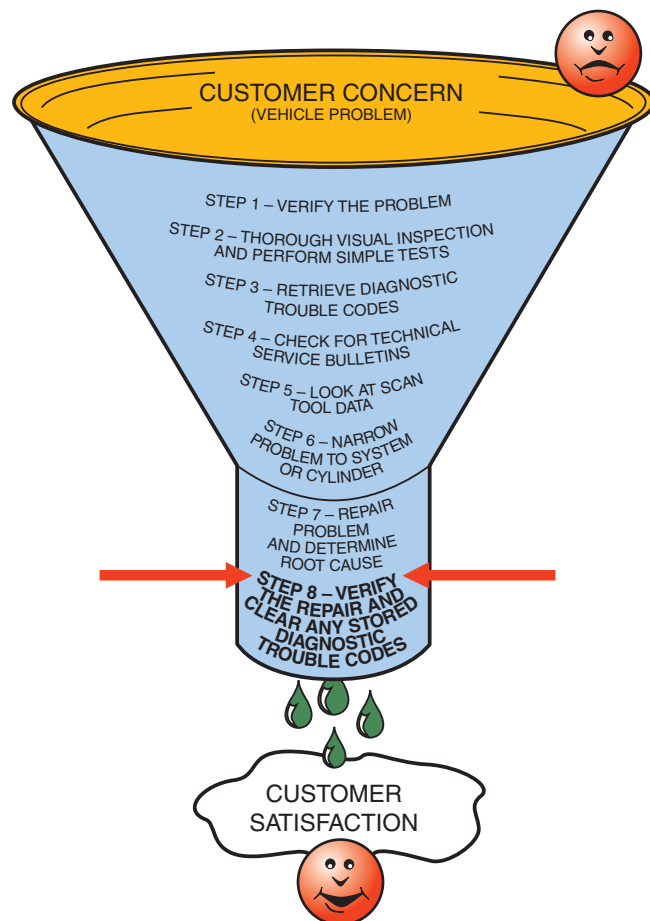 CUSTOMER CONCERN
(VEHICLE PROBLEM)
STEP 1 – VERIFY THE PROBLEM
STEP 2 – THOROUGH VISUAL INSPECTION
AND PERFORM SIMPLE TESTS
STEP 3 – RETRIEVE DIAGNOSTIC
TROUBLE CODES
STEP 4 – CHECK FOR TECHNICAL
SERVICE BULLETINS
STEP 5 – LOOK AT SCAN
TOOL DATA
STEP 6 – NARROW
PROBLEM TO SYSTEM
OR CYLINDER
STEP 7 – REPAIR
PROBLEM
AND DETERMINE
ROOT CAUSE
STEP 8 – VERIFY
THE REPAIR AND
CLEAR ANY STORED
DIAGNOSTIC
TROUBLE CODES
CUSTOMER
SATISFACTION